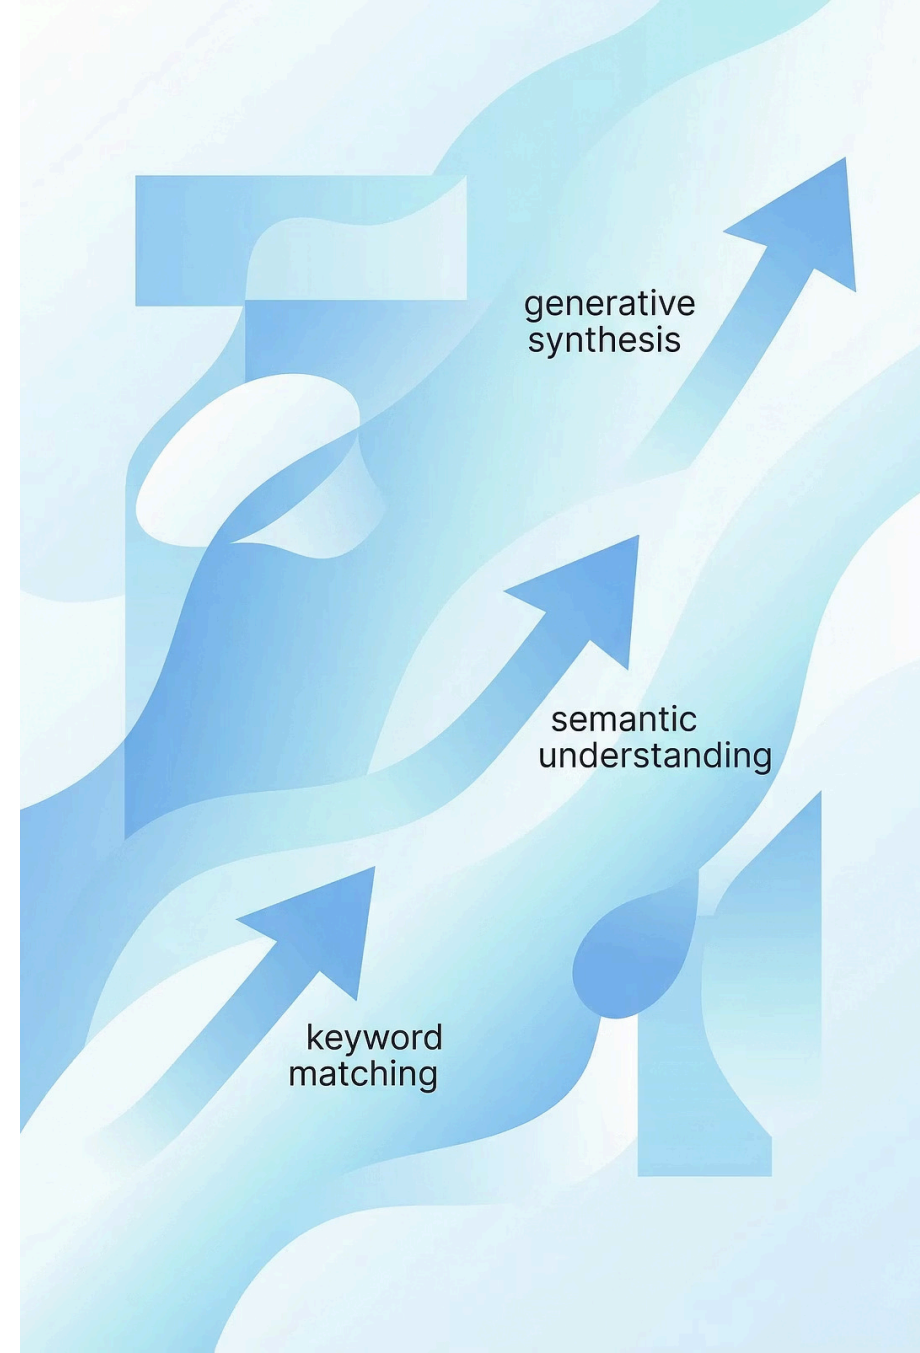 generative
synthesis
semantic
understanding
keyword
matching